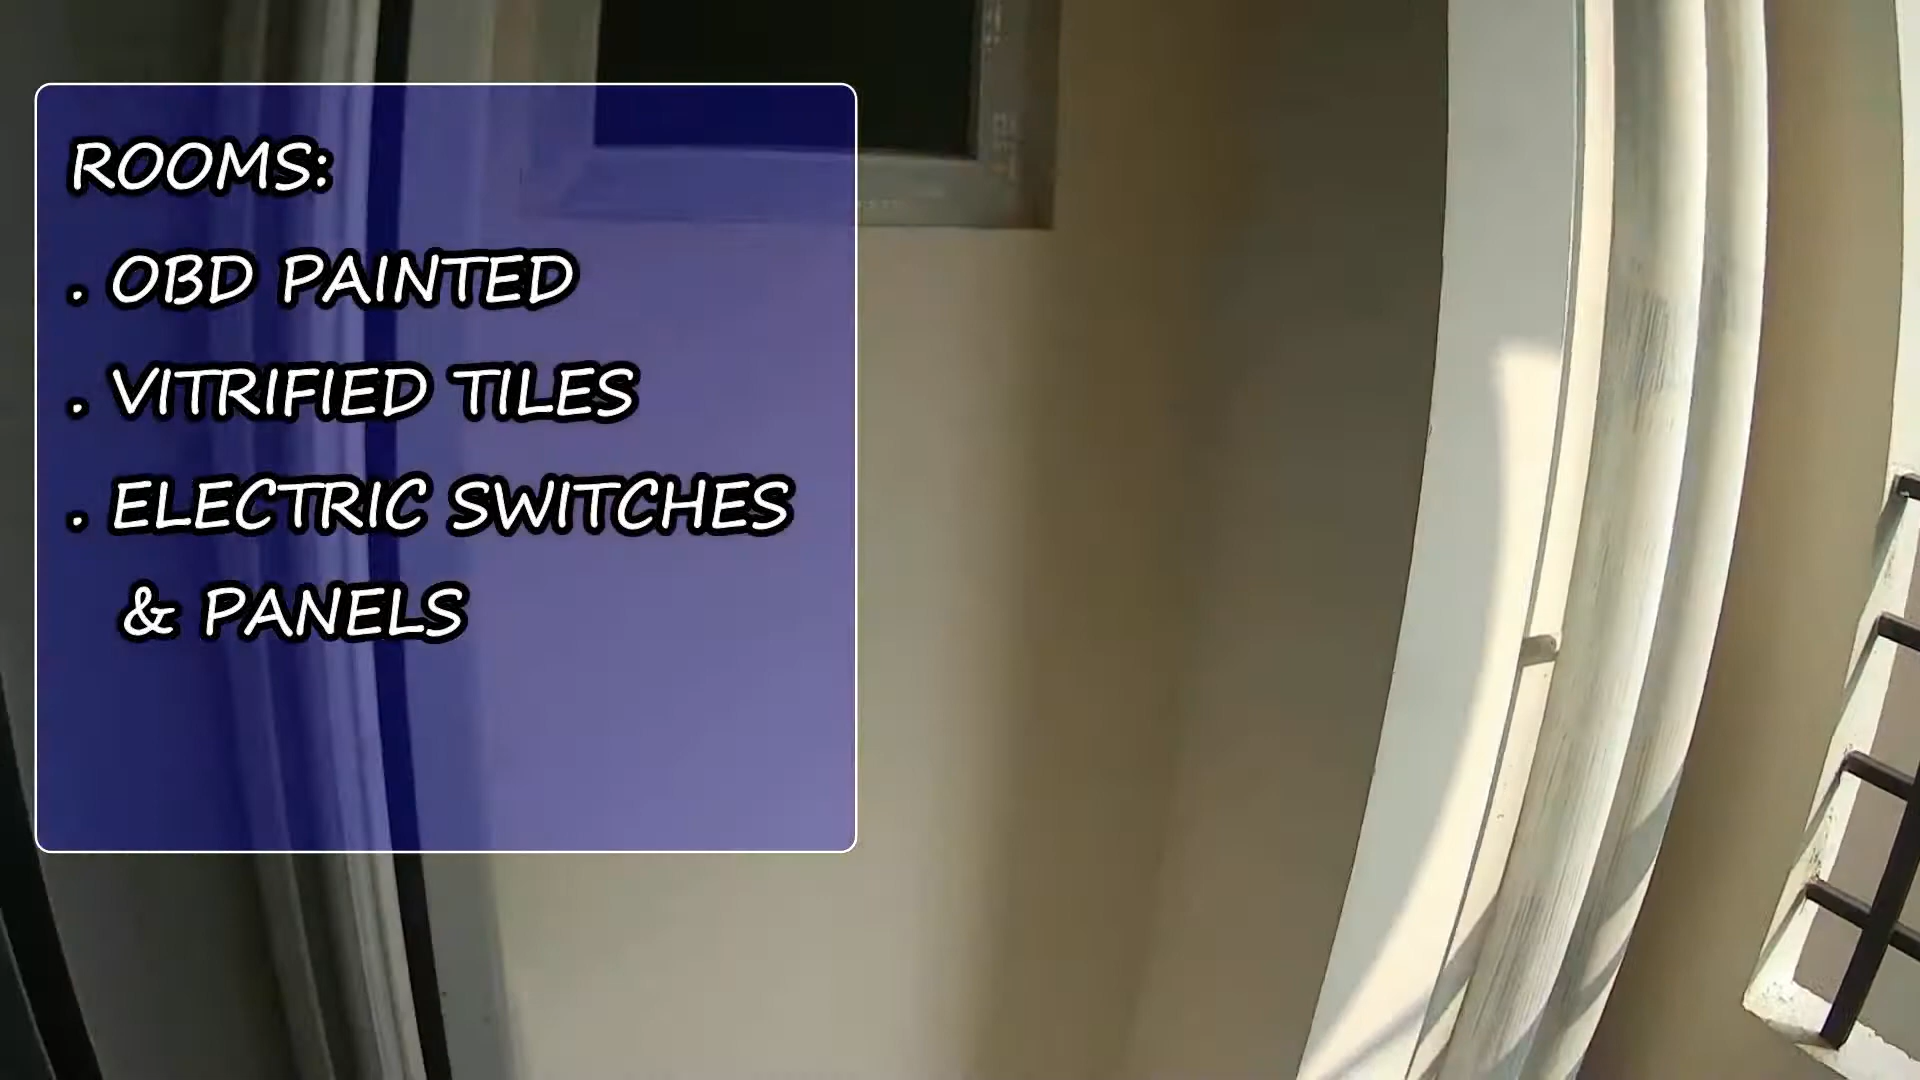 ROOMS:
. OBD PAINTED
. VITRIFIED TILES
. ELECTRIC SWITCHES
& PANELS